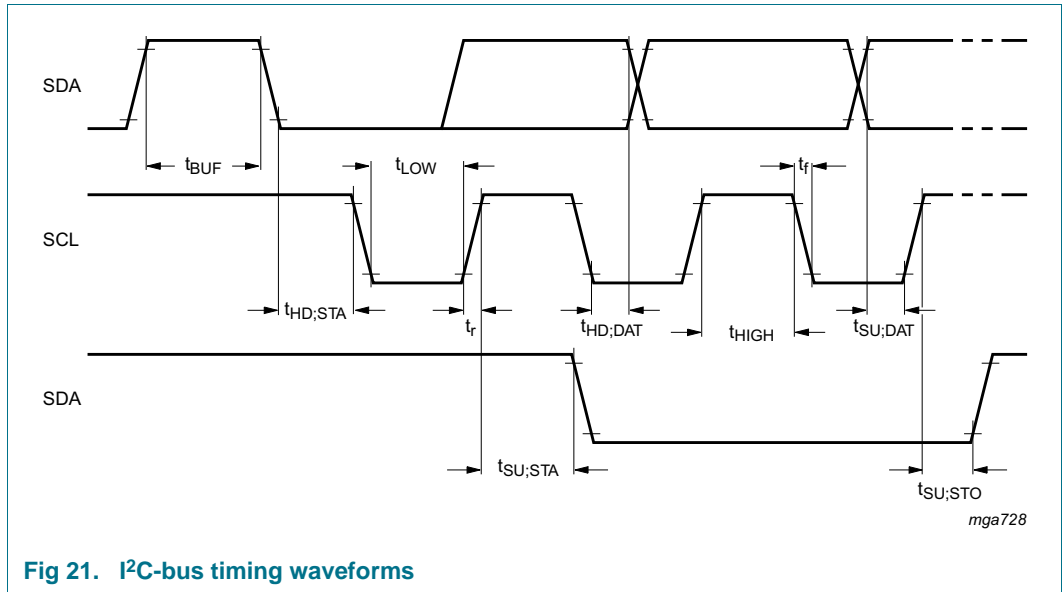 SDA
tBUF
tLOW
tf
SCL
tHD;STA
tr
tHD;DAT
tHIGH
tSU;DAT
SDA
tSU;STA
tSU;STO
mga728
Fig 21. I²C-bus timing waveforms